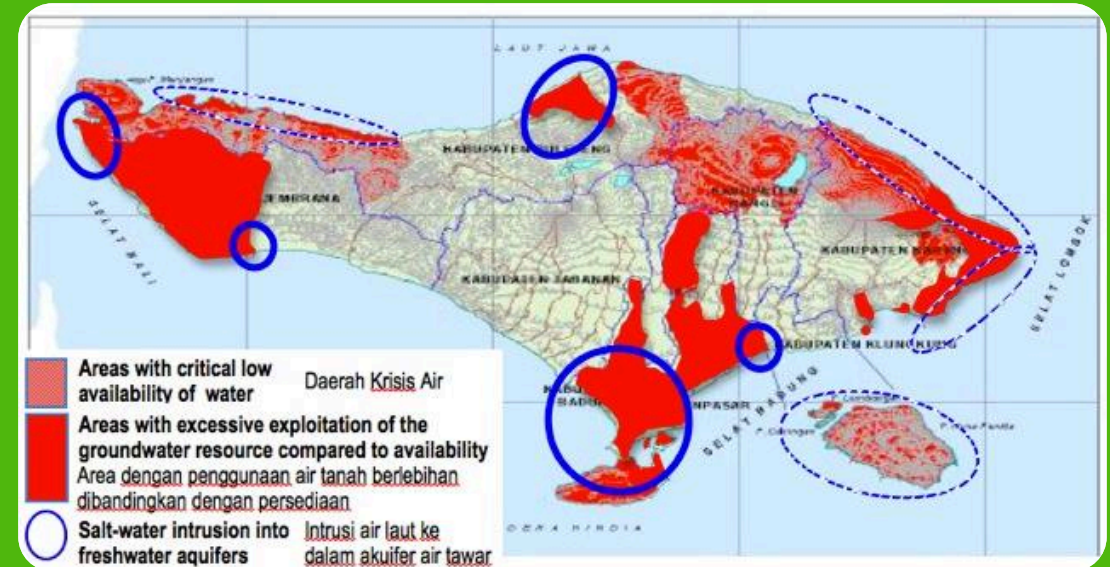 LAUT JAWA
KABUPATEN
JEMBRANA
SELAT BALI
KABUPATEN
KABUPATEN
KABUPATEN TABANAN
SELAT LOMBOK
KABUPATEN KLUNGKUNG
NPASAR
SELAT BADUNG
Areas with critical low
availability of water
Daerah Krisis Air
Areas with excessive exploitation of the
groundwater resource compared to availability
Area dengan penggunaan air tanah berlebihan
dibandingkan dengan persediaan
Salt-water intrusion into
freshwater aquifers
Intrusi air laut ke
dalam akuifer air tawar